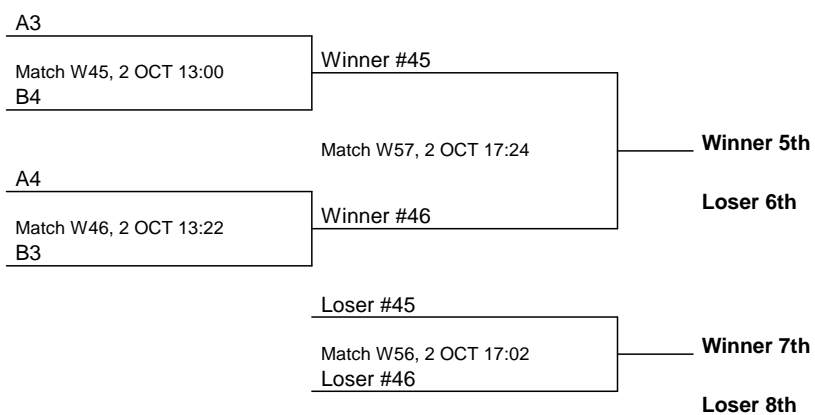 A3
Match W45, 2 OCT 13:00
B4
Winner #45
Match W57, 2 OCT 17:24
Winner 5th
Loser 6th
A4
Match W46, 2 OCT 13:22
B3
Winner #46
Loser #45
Match W56, 2 OCT 17:02
Loser #46
Winner 7th
Loser 8th